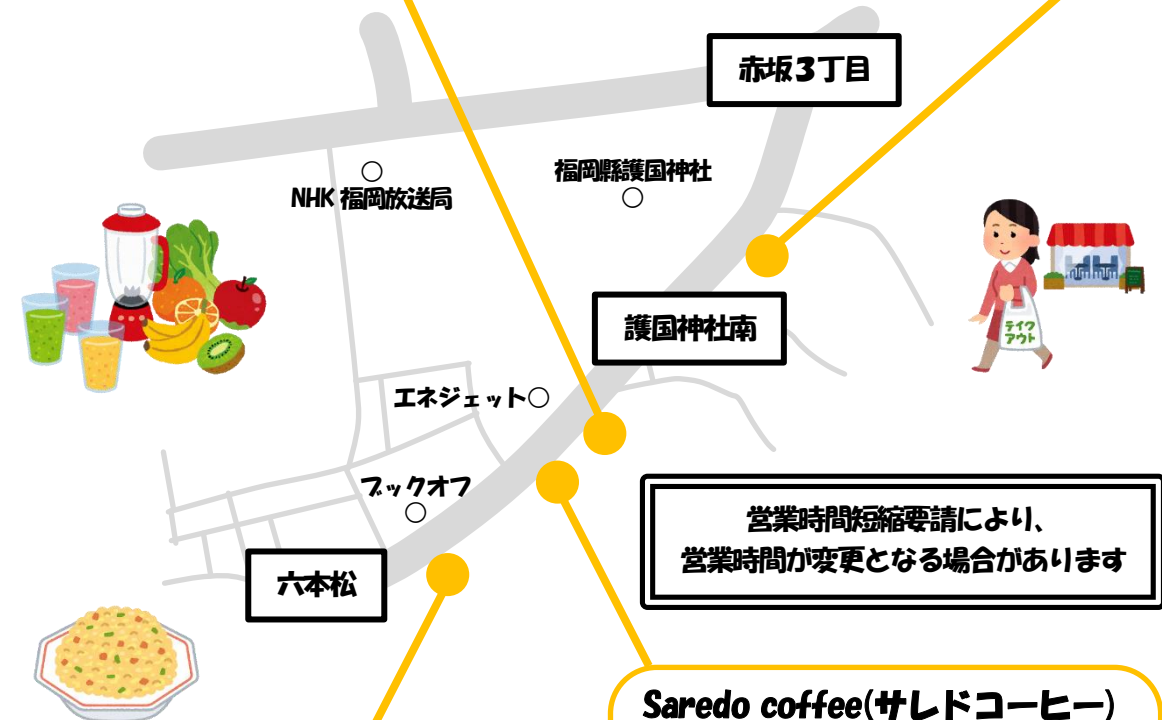 赤坂3丁目
福岡縣護国神社
NHK 福岡放送局
テイク
アウト
護国神社南
エネジェット
ブックオフ
営業時間短縮要請により、
営業時間が変更となる場合があります
六本松
Saredo coffee(サレドコーヒー)